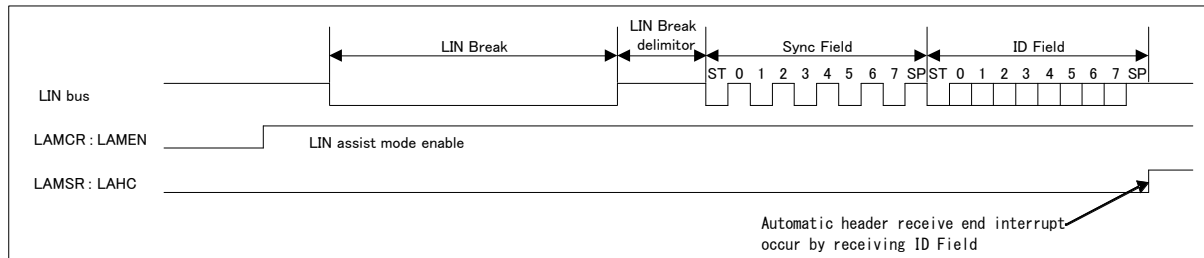 LIN Break
LIN Break
delimitor
Sync Field
ID Field
ST 0 1 2 3 4 5 6 7 SP ST 0 1 2 3 4 5 6 7 SP
LIN bus
LAMCR : LAMEN
LIN assist mode enable
LAMSR : LAHC
Automatic header receive end interrupt
occur by receiving ID Field